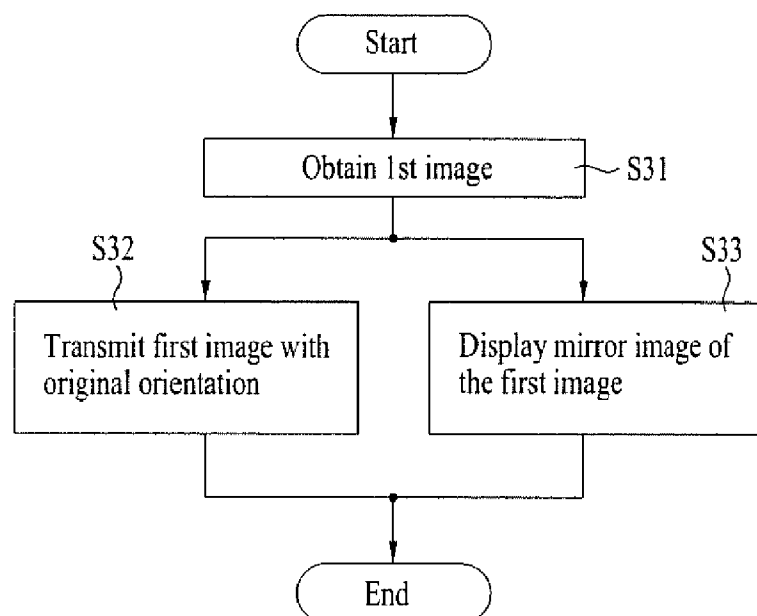 Start
Obtain 1st image
S31
S32
S33
Transmit first image with
original orientation
Display mirror image of
the first image
End